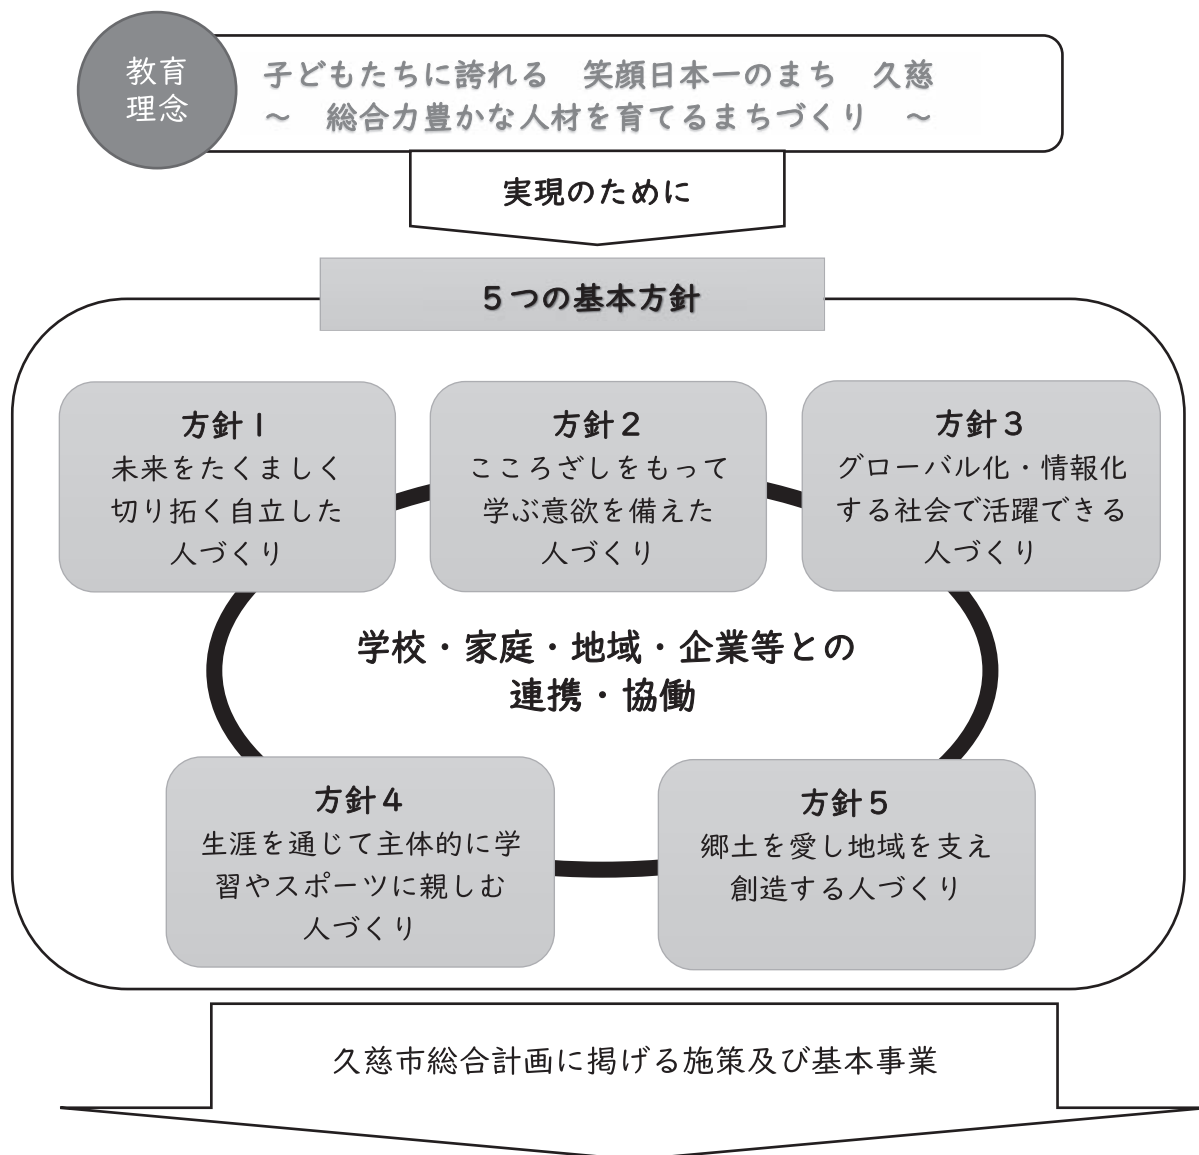 教育
理念
子どもたちに誇れる　笑顔日本一のまち　久慈
～　総合力豊かな人材を育てるまちづくり　～
実現のために
５つの基本方針
方針１
未来をたくましく
切り拓く自立した
人づくり
方針２
こころざしをもって
学ぶ意欲を備えた
人づくり
方針３
グローバル化・情報化
する社会で活躍できる
人づくり
学校・家庭・地域・企業等との
連携・協働
方針４
生涯を通じて主体的に学
習やスポーツに親しむ
人づくり
方針５
郷土を愛し地域を支え
創造する人づくり
久慈市総合計画に掲げる施策及び基本事業